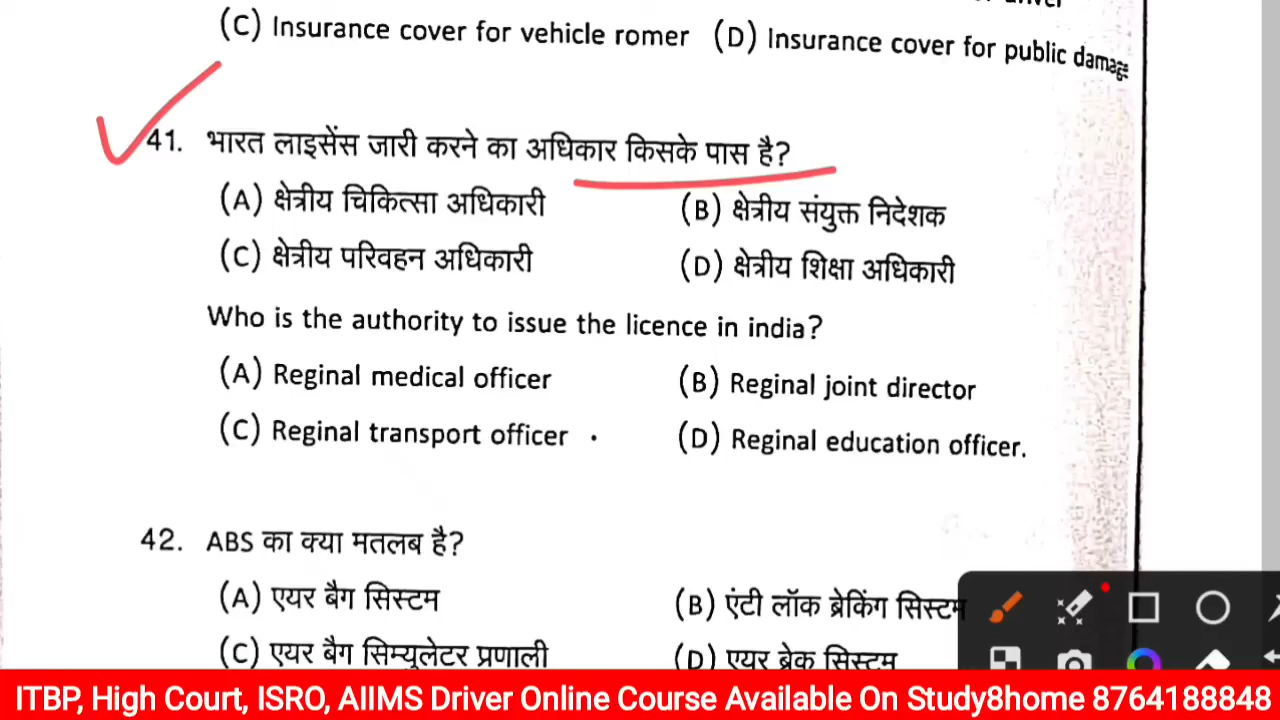 (C) Insurance cover for vehicle romer (D) Insurance cover for public damage
41. भारत लाइसेंस जारी करने का अधिकार किसके पास है?
(A) क्षेत्रीय चिकित्सा अधिकारी (B) क्षेत्रीय संयुक्त निदेशक
(C) क्षेत्रीय परिवहन अधिकारी (D) क्षेत्रीय शिक्षा अधिकारी
Who is the authority to issue the licence in india?
(A) Reginal medical officer (B) Reginal joint director
(C) Reginal transport officer (D) Reginal education officer.
42. ABS का क्या मतलब है?
(A) एयर बैग सिस्टम (B) एंटी लॉक ब्रेकिंग सिस्टम
(C) एयर बैग सिम्युलेटर प्रणाली (D) एयर ब्रेक सिस्टम
ITBP, High Court, ISRO, AIIMS Driver Online Course Available On Study8home 8764188848